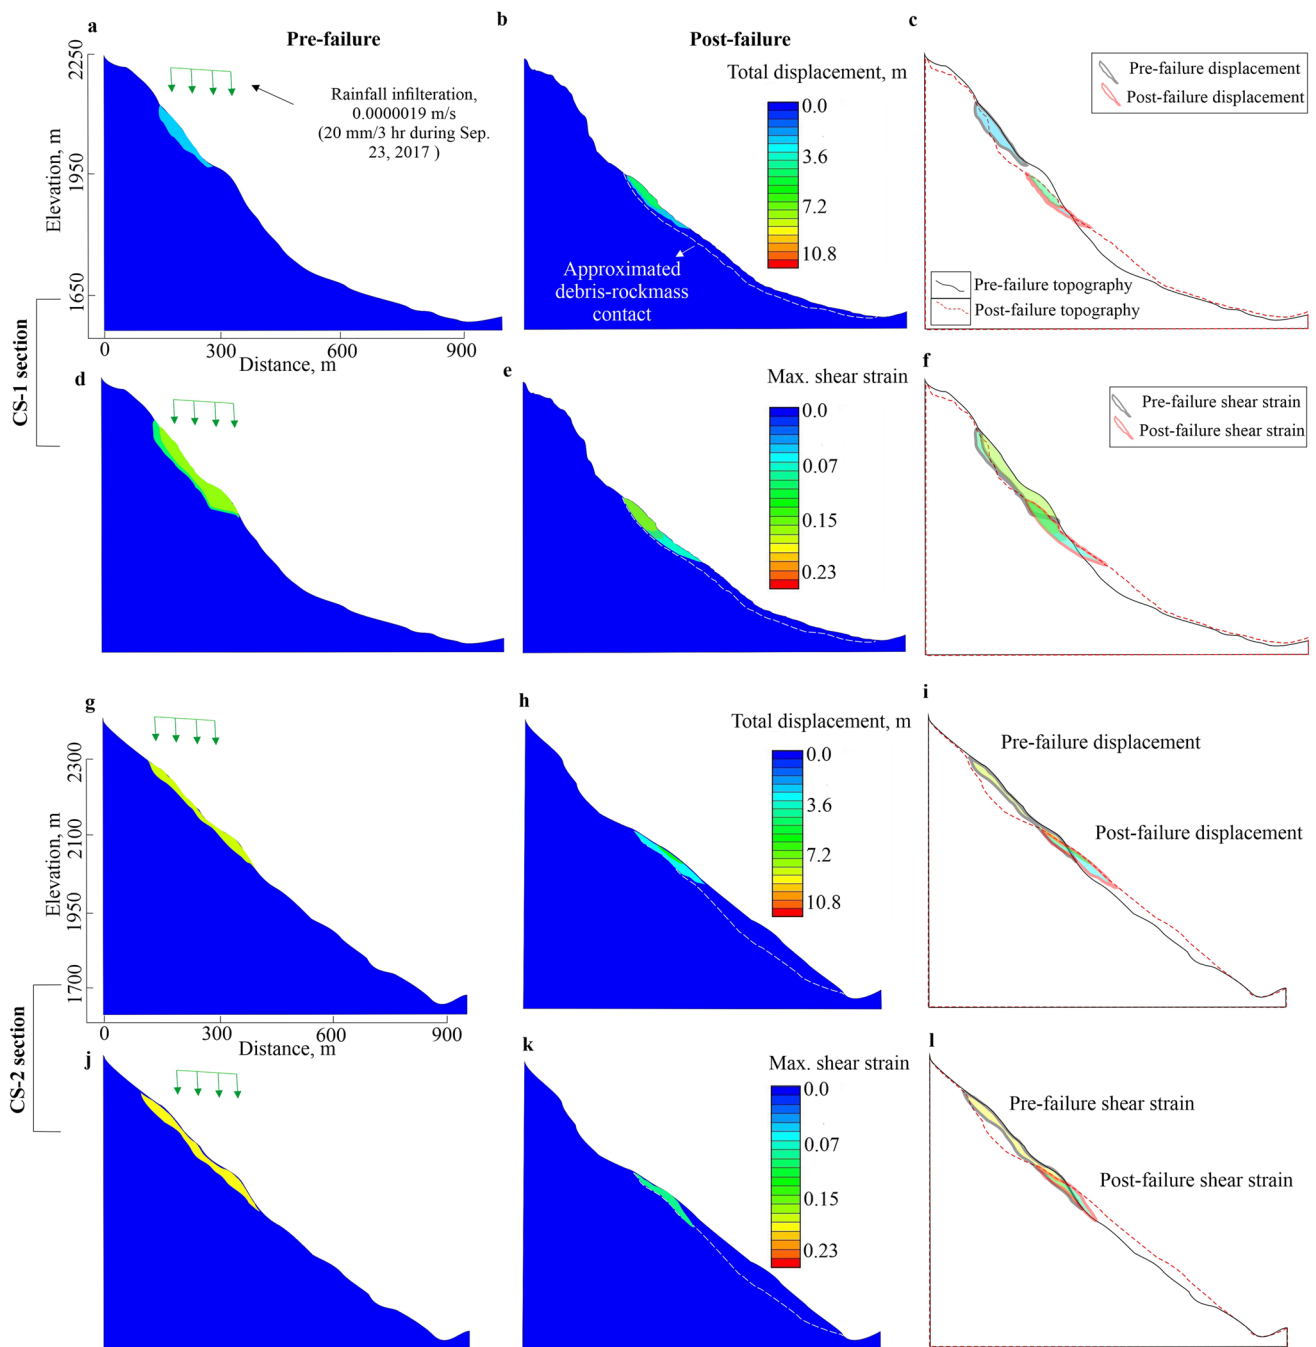 a
Pre-failure
b
Post-failure
c
2250
1950
1650
Elevation, m
Rainfall infilteration,
0.0000019 m/s
(20 mm/3 hr during Sep.
23, 2017 )
0
300
600
900
Distance, m
Total displacement, m
0.0
3.6
7.2
10.8
Approximated
debris-rockmass
contact
Pre-failure displacement
Post-failure displacement
Pre-failure topography
Post-failure topography
CS-1 section
d
e
Max. shear strain
0.0
0.07
0.15
0.23
f
Pre-failure shear strain
Post-failure shear strain
g
2300
2100
1950
1700
Elevation, m
0
300
600
900
Distance, m
h
Total displacement, m
0.0
3.6
7.2
10.8
i
Pre-failure displacement
Post-failure displacement
CS-2 section
j
k
Max. shear strain
0.0
0.07
0.15
0.23
l
Pre-failure shear strain
Post-failure shear strain